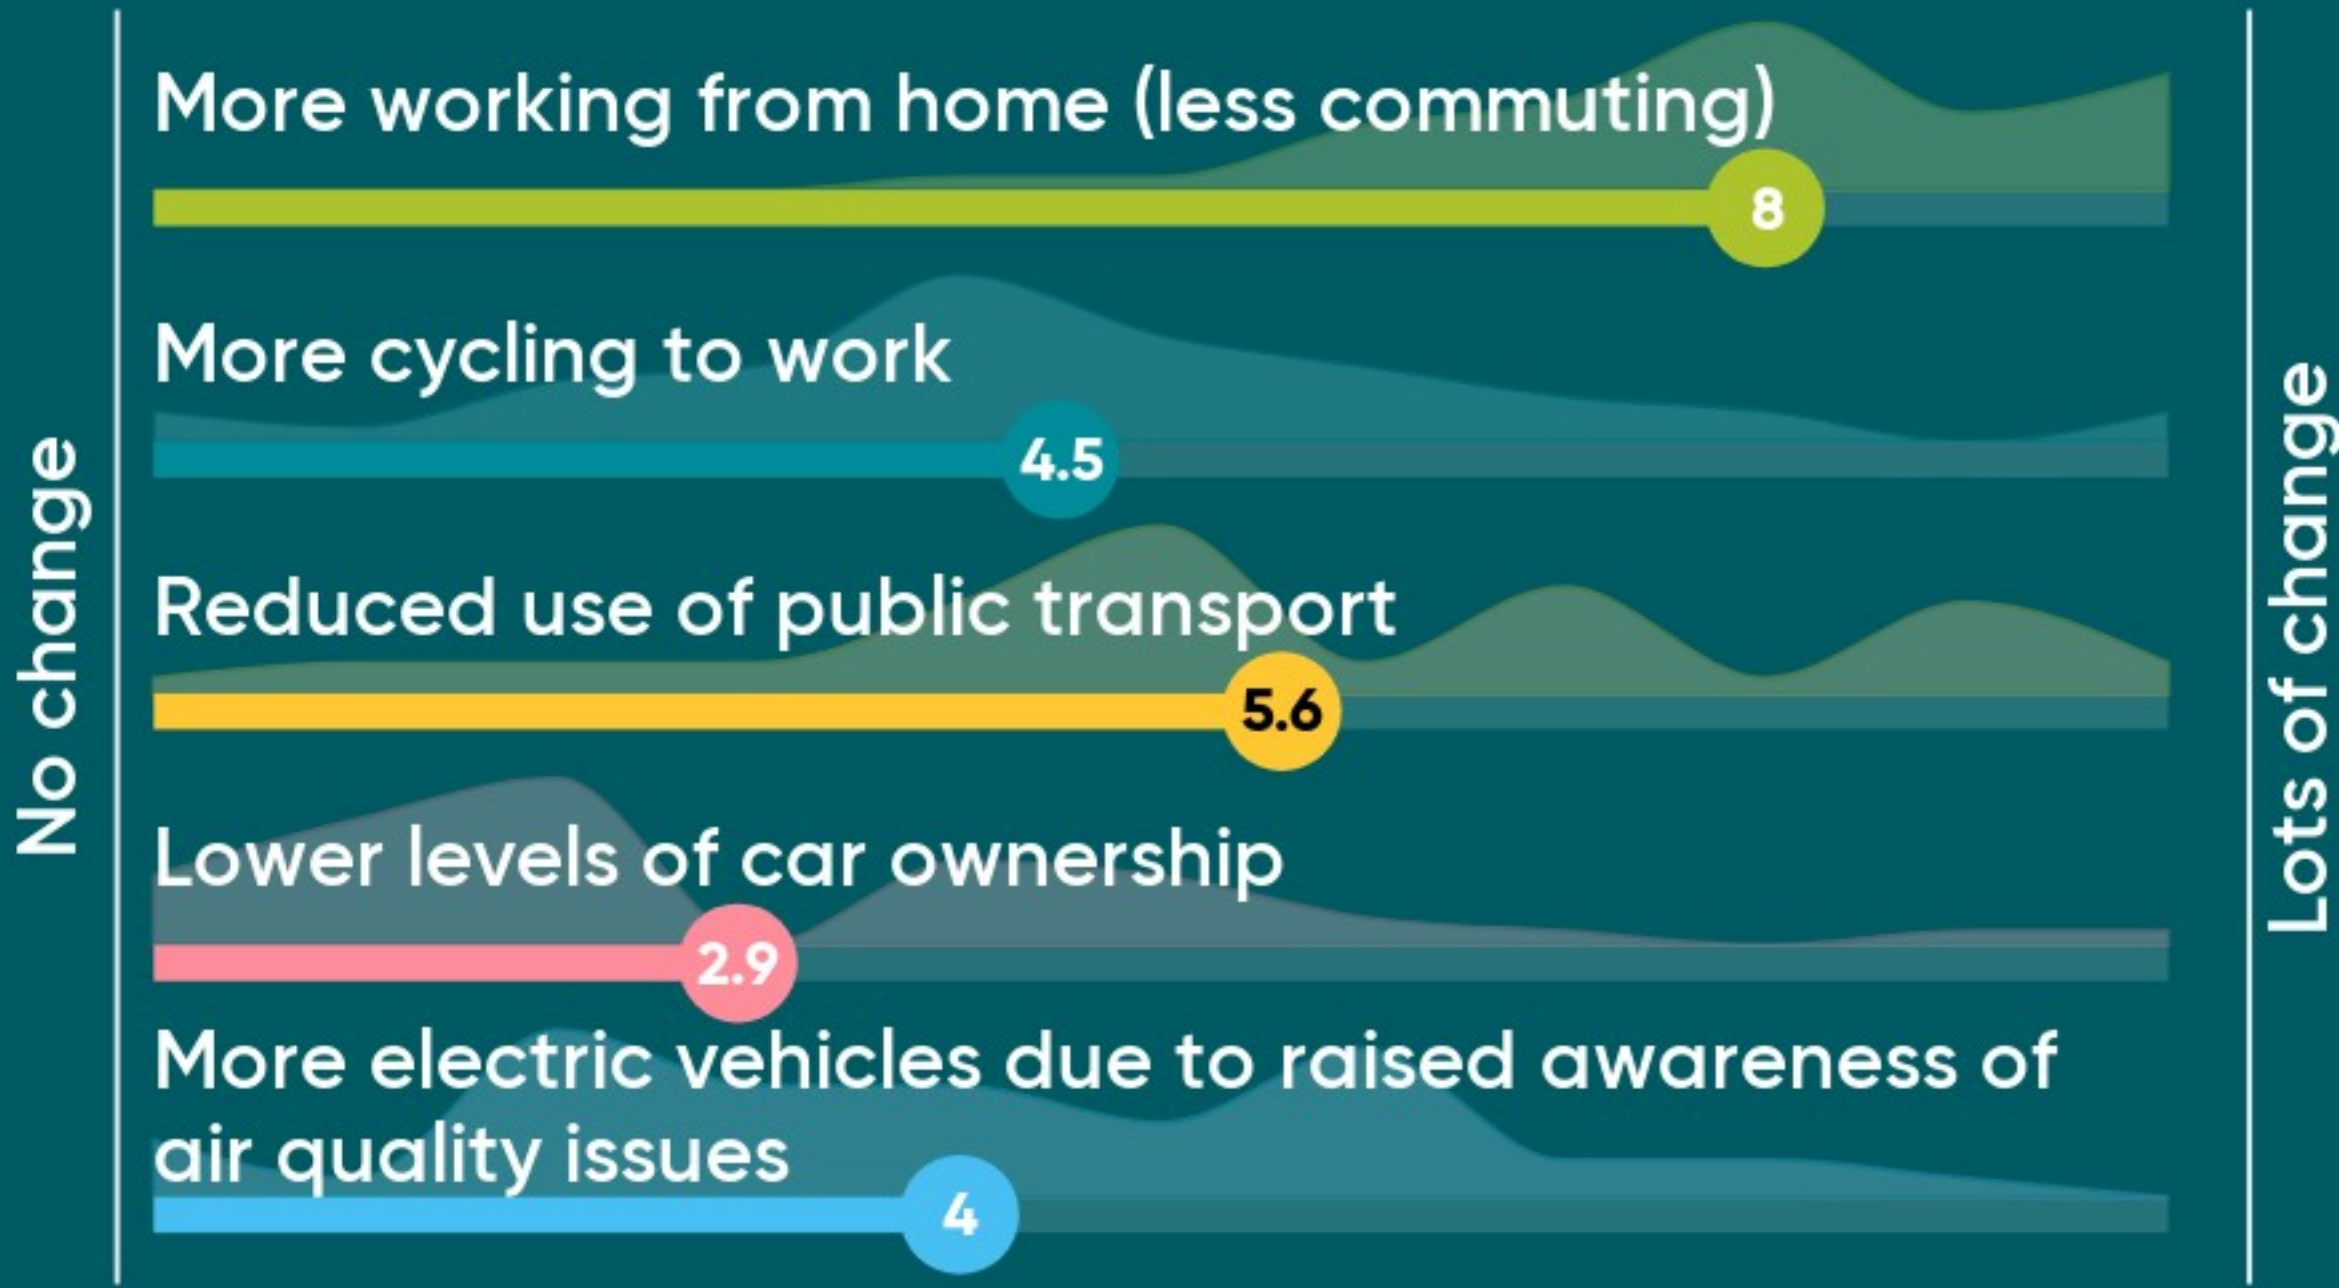 No change
More working from home (less commuting)
8
More cycling to work
4.5
Reduced use of public transport
5.6
Lower levels of car ownership
2.9
More electric vehicles due to raised awareness of
air quality issues
4
Lots of change